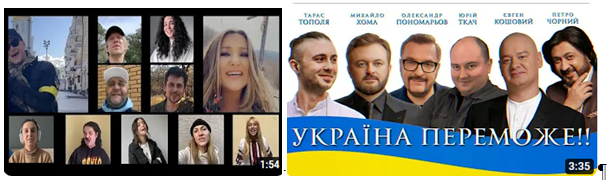 1:54
ТАРАС ТОПОЛЯ
МИХАЙЛО ХОМА
ОЛЕКСАНДР ПОНОМАРЬОВ
ЮРІЙ ТКАЧ
ЄВГЕН КОШОВИЙ
ПЕТРО ЧОРНИЙ
УКРАЇНА ПЕРЕМОЖЕ!!
3:35
¶